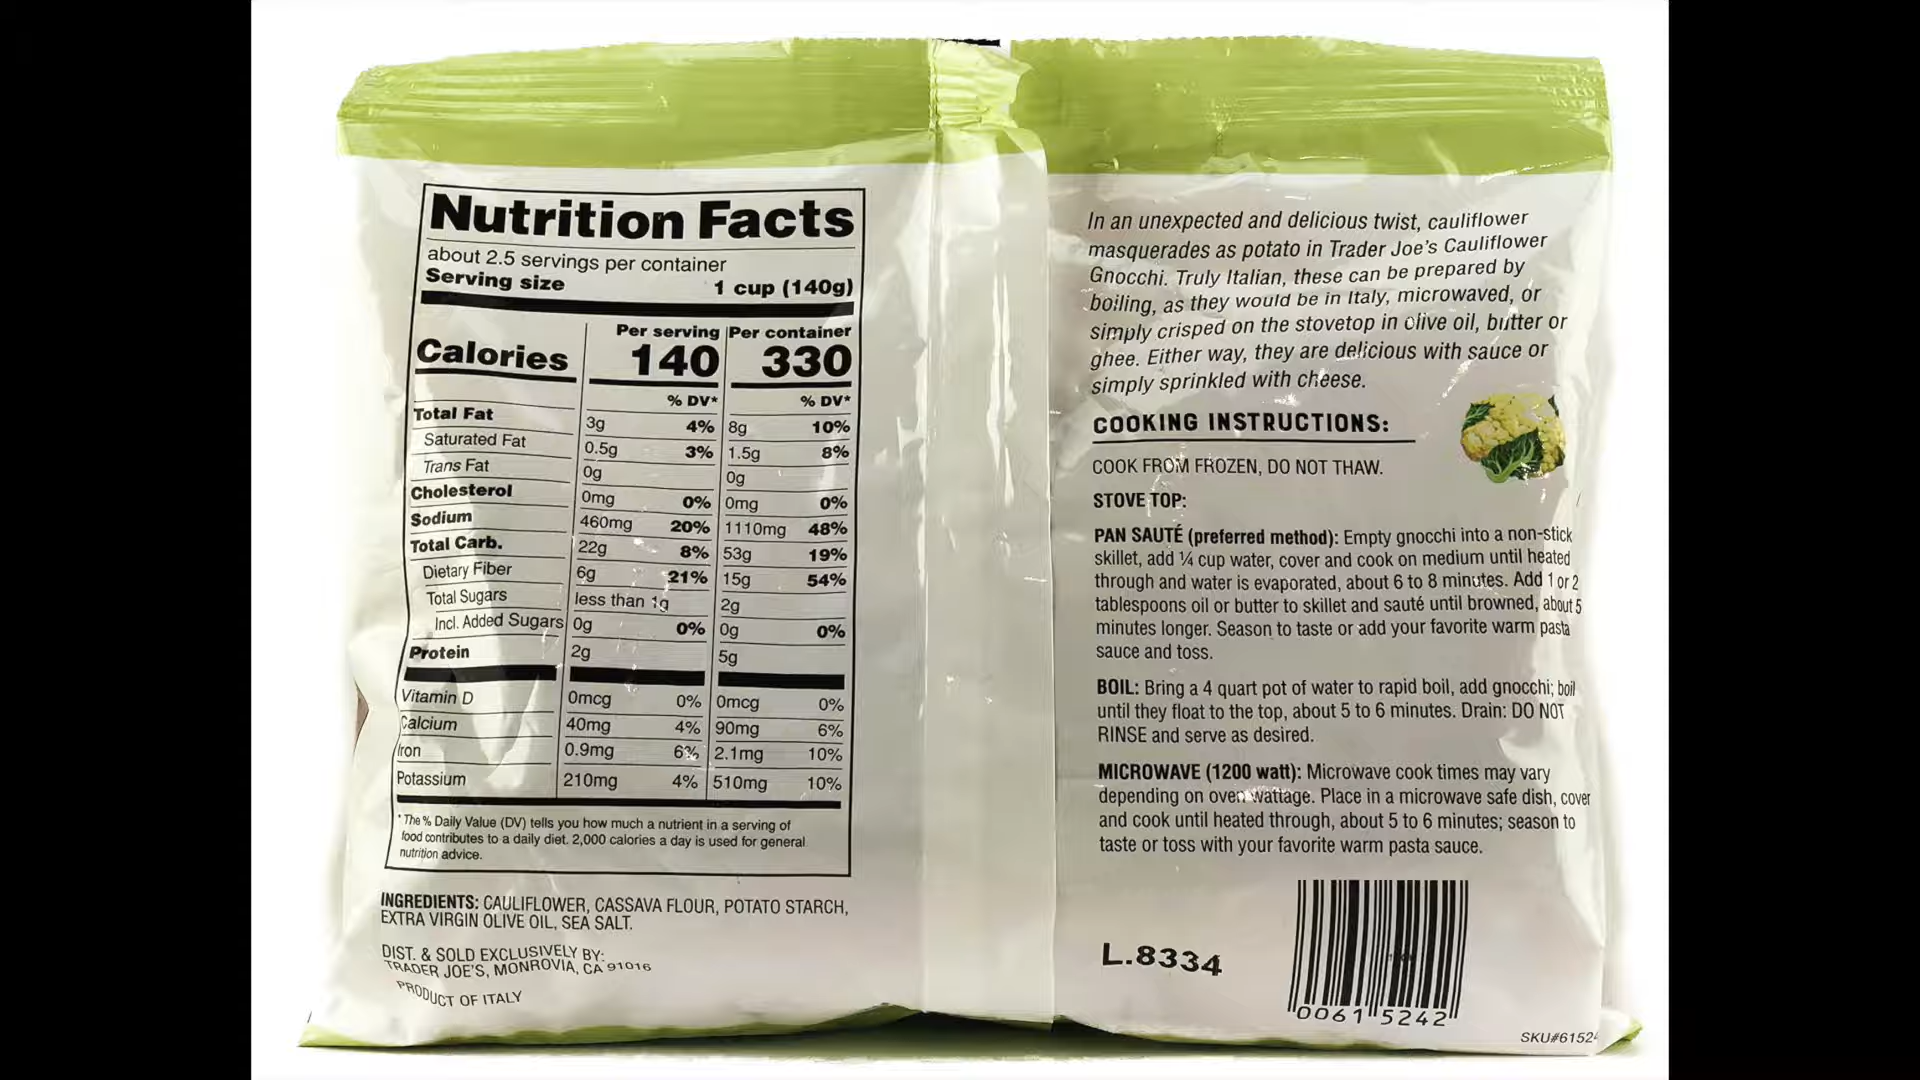 Nutrition Facts
about 2.5 servings per container
Serving size 1 cup (140g)
Per serving Per container
Calories 140 330
% DV* % DV*
Total Fat 3g 4% 8g 10%
Saturated Fat 0.5g 3% 1.5g 8%
Trans Fat 0g 0g
Cholesterol 0mg 0% 0mg 0%
Sodium 460mg 20% 1110mg 48%
Total Carb. 22g 8% 53g 19%
Dietary Fiber 6g 21% 15g 54%
Total Sugars less than 1g 2g
Incl. Added Sugars 0g 0% 0g 0%
Protein 2g 5g
Vitamin D 0mcg 0% 0mcg 0%
Calcium 40mg 4% 90mg 6%
Iron 0.9mg 6% 2.1mg 10%
Potassium 210mg 4% 510mg 10%
* The % Daily Value (DV) tells you how much a nutrient in a serving of
food contributes to a daily diet. 2,000 calories a day is used for general
nutrition advice.
INGREDIENTS: CAULIFLOWER, CASSAVA FLOUR, POTATO STARCH,
EXTRA VIRGIN OLIVE OIL, SEA SALT.
DIST. & SOLD EXCLUSIVELY BY:
TRADER JOE'S, MONROVIA, CA 91016
PRODUCT OF ITALY
In an unexpected and delicious twist, cauliflower
masquerades as potato in Trader Joe's Cauliflower
Gnocchi. Truly Italian, these can be prepared by
boiling, as they would be in Italy, microwaved, or
simply crisped on the stovetop in olive oil, butter or
ghee. Either way, they are delicious with sauce or
simply sprinkled with cheese.
COOKING INSTRUCTIONS:
COOK FROM FROZEN, DO NOT THAW.
STOVE TOP:
PAN SAUTÉ (preferred method): Empty gnocchi into a non-stick
skillet, add ¼ cup water, cover and cook on medium until heated
through and water is evaporated, about 6 to 8 minutes. Add 1 or 2
tablespoons oil or butter to skillet and sauté until browned, about 5
minutes longer. Season to taste or add your favorite warm pasta
sauce and toss.
BOIL: Bring a 4 quart pot of water to rapid boil, add gnocchi; boil
until they float to the top, about 5 to 6 minutes. Drain: DO NOT
RINSE and serve as desired.
MICROWAVE (1200 watt): Microwave cook times may vary
depending on oven wattage. Place in a microwave safe dish, cover
and cook until heated through, about 5 to 6 minutes; season to
taste or toss with your favorite warm pasta sauce.
L.8334
0061 5242
SKU#6152